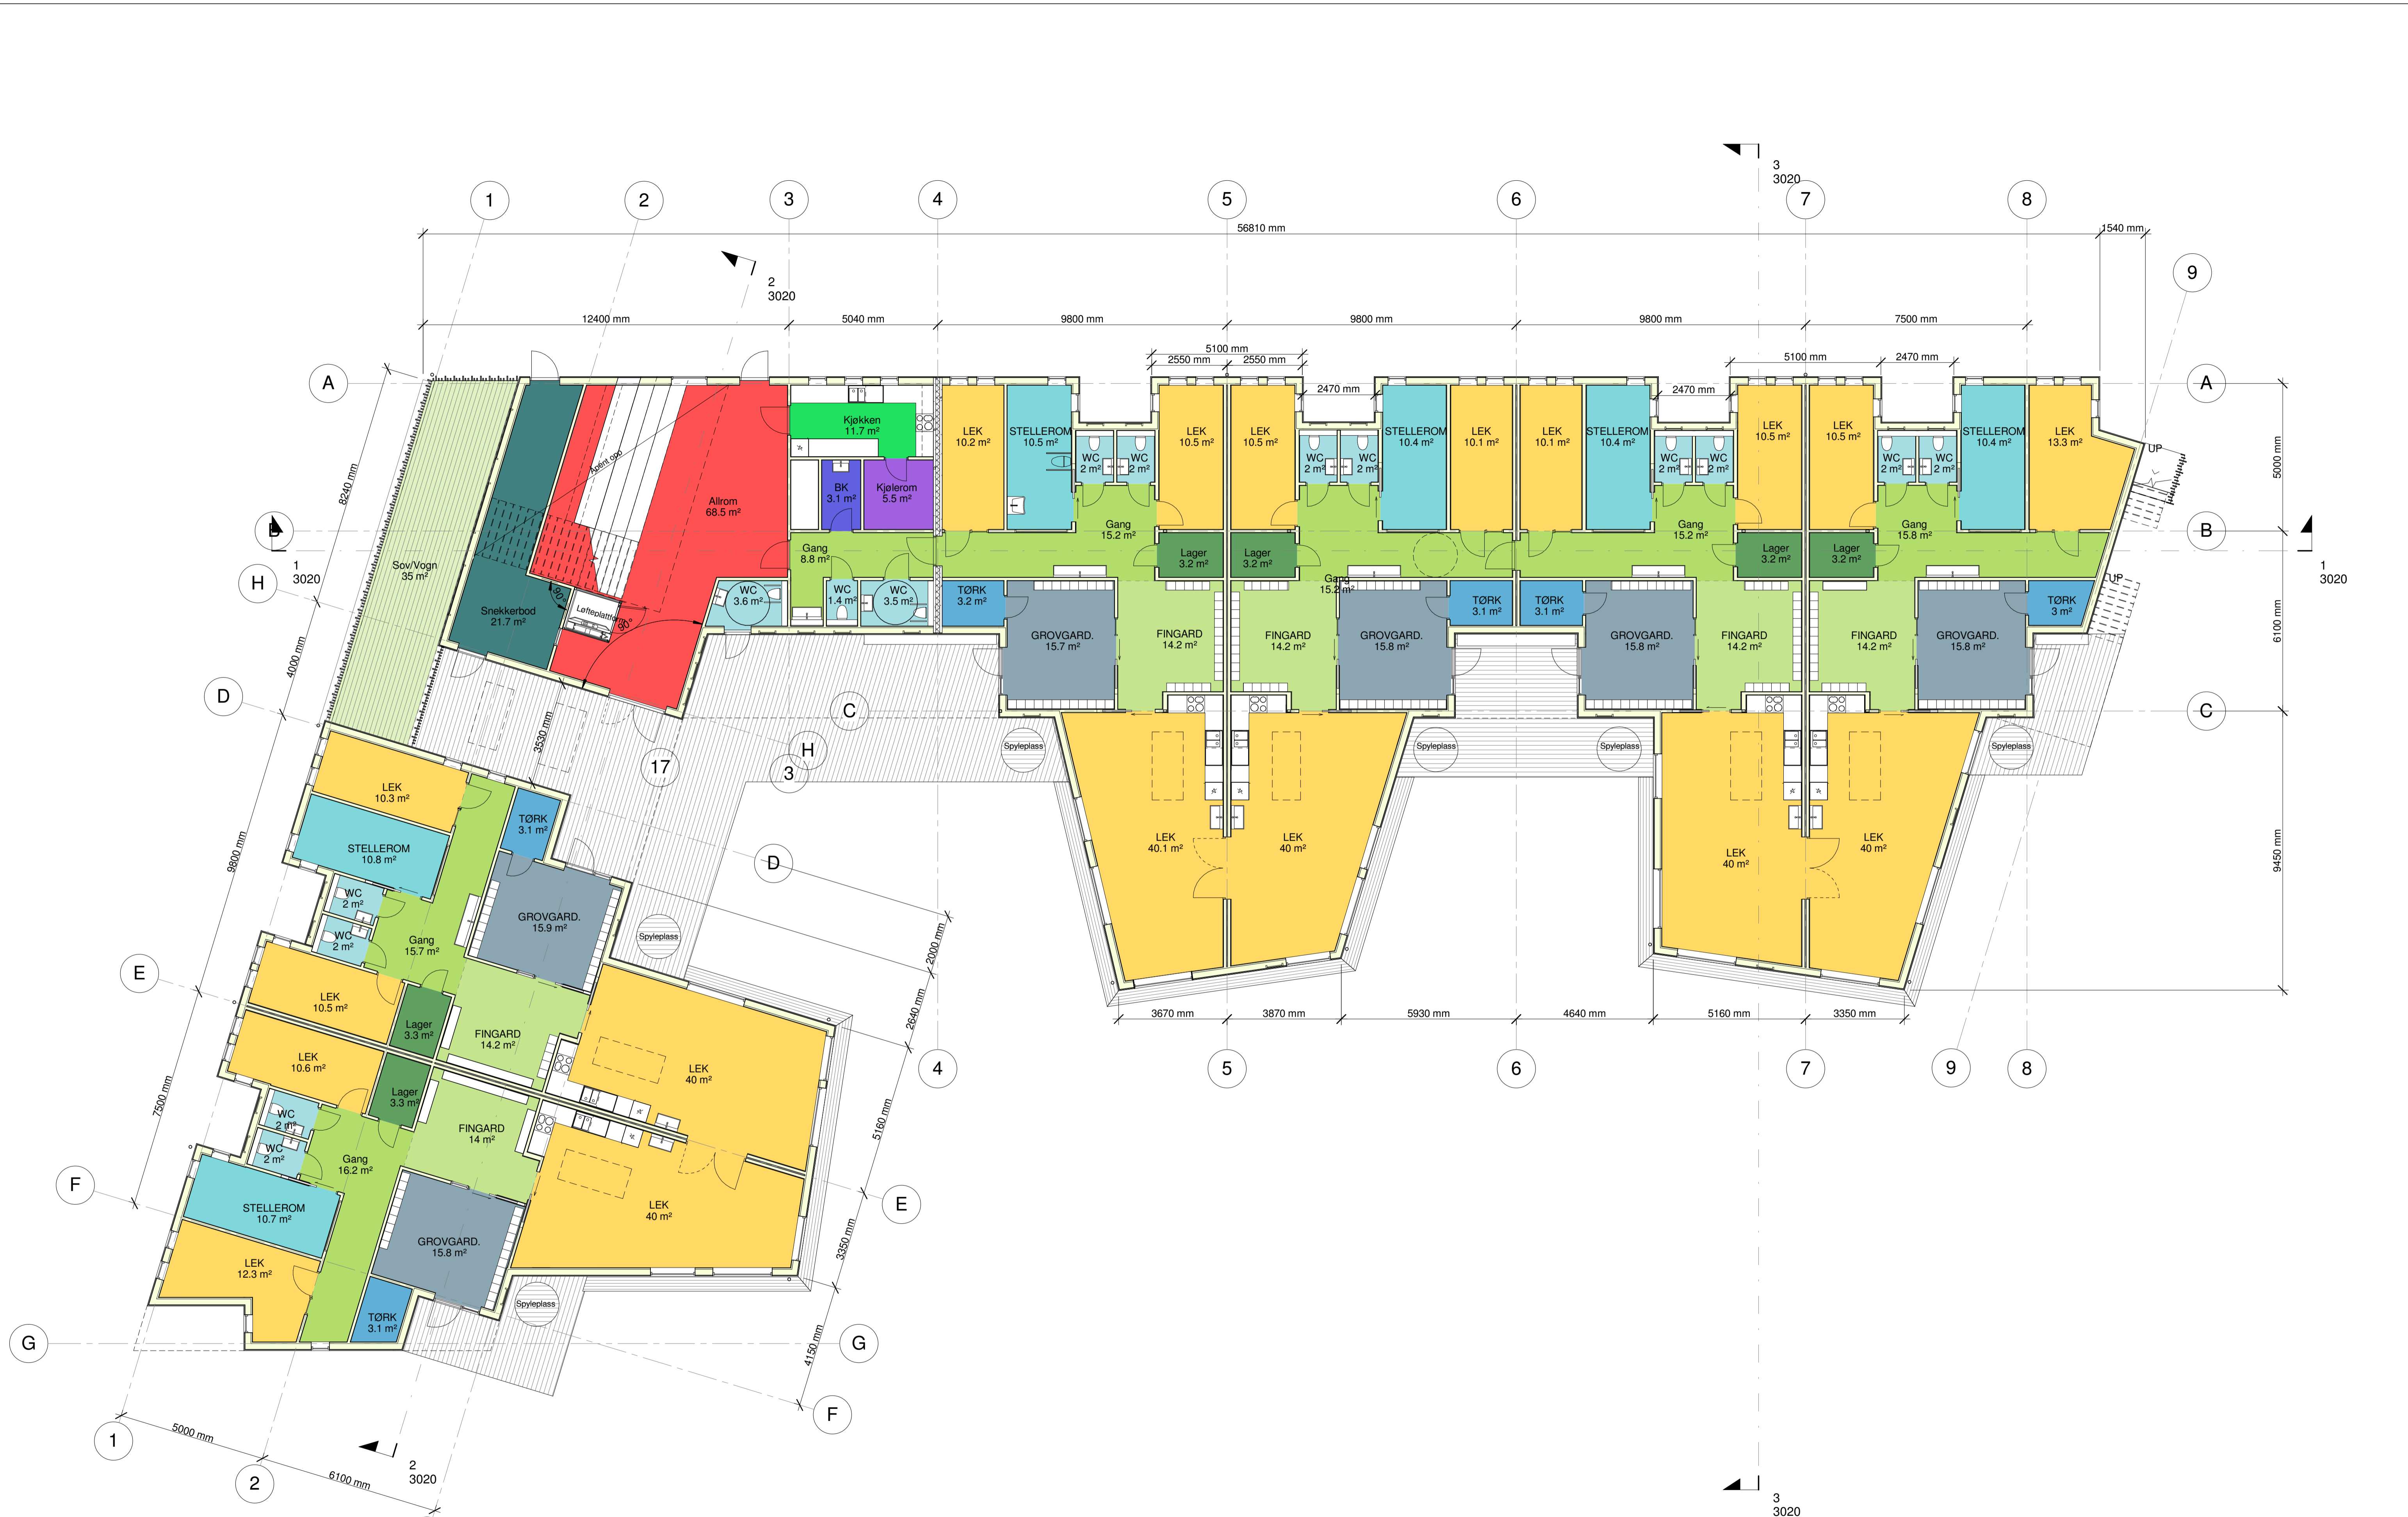 3
3020
1
2
3
4
5
6
7
8
56810 mm
1540 mm
9
2
3020
12400 mm
5040 mm
9800 mm
9800 mm
9800 mm
7500 mm
5100 mm
2550 mm
2550 mm
5100 mm
2470 mm
2470 mm
2470 mm
A
A
8240 mm
5000 mm
Kjøkken
11.7 m²
LEK
10.2 m²
STELLEROM
10.5 m²
WC
2 m²
WC
2 m²
LEK
10.5 m²
LEK
10.5 m²
WC
2 m²
WC
2 m²
STELLEROM
10.4 m²
LEK
10.1 m²
LEK
10.1 m²
STELLEROM
10.4 m²
WC
2 m²
WC
2 m²
LEK
10.5 m²
LEK
10.5 m²
WC
2 m²
WC
2 m²
STELLEROM
10.4 m²
LEK
13.3 m²
UP
Åpent opp
Allrom
68.5 m²
BK
3.1 m²
Kjølerom
5.5 m²
B
B
1
3020
1
3020
Sov/Vogn
35 m²
Gang
8.8 m²
Gang
15.2 m²
Lager
3.2 m²
Lager
3.2 m²
Gang
15.2 m²
Gang
15.2 m²
Lager
3.2 m²
Lager
3.2 m²
Gang
15.8 m²
UP
H
90°
Snekkerbod
21.7 m²
Løfteplattform
90°
WC
3.6 m²
WC
1.4 m²
WC
3.5 m²
TØRK
3.2 m²
GROVGARD.
15.7 m²
FINGARD
14.2 m²
FINGARD
14.2 m²
GROVGARD.
15.8 m²
TØRK
3.1 m²
TØRK
3.1 m²
GROVGARD.
15.8 m²
FINGARD
14.2 m²
FINGARD
14.2 m²
GROVGARD.
15.8 m²
TØRK
3 m²
6100 mm
4000 mm
D
C
C
3530 mm
H
17
3
Spyleplass
Spyleplass
Spyleplass
Spyleplass
LEK
10.3 m²
TØRK
3.1 m²
STELLEROM
10.8 m²
9800 mm
D
LEK
40.1 m²
LEK
40 m²
LEK
40 m²
LEK
40 m²
9450 mm
WC
2 m²
WC
2 m²
GROVGARD.
15.9 m²
Spyleplass
2000 mm
Gang
15.7 m²
E
LEK
10.5 m²
Lager
3.3 m²
FINGARD
14.2 m²
2640 mm
3670 mm
3870 mm
5930 mm
4640 mm
5160 mm
3350 mm
LEK
10.6 m²
LEK
40 m²
4
5
6
7
9
8
7500 mm
Lager
3.3 m²
WC
2 m²
WC
2 m²
FINGARD
14 m²
5160 mm
Gang
16.2 m²
F
E
STELLEROM
10.7 m²
LEK
40 m²
GROVGARD.
15.8 m²
3350 mm
LEK
12.3 m²
Spyleplass
TØRK
3.1 m²
G
G
4150 mm
F
1
5000 mm
2
6100 mm
2
3020
3
3020